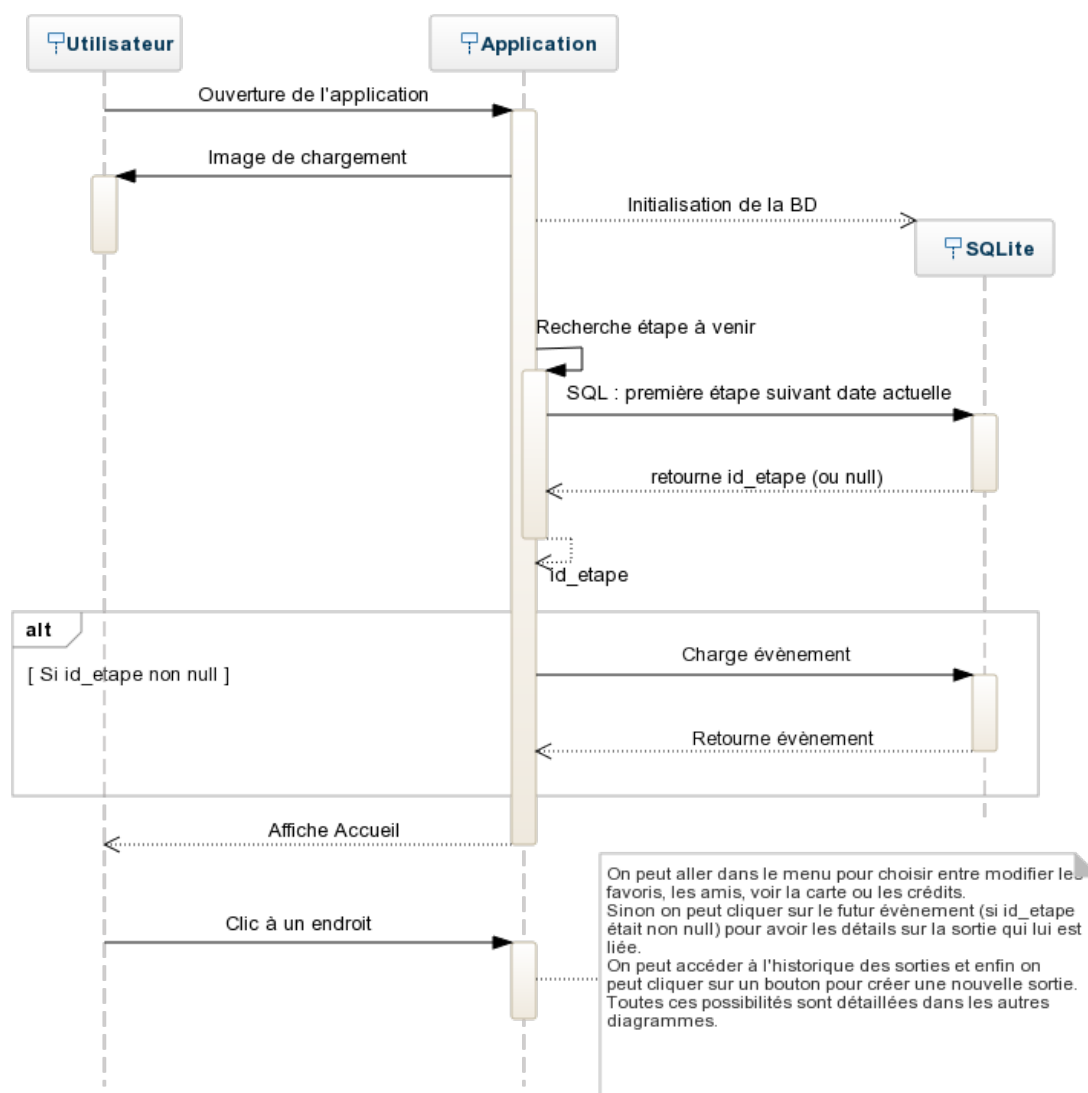 Utilisateur
Application
Ouverture de l'application
Image de chargement
Initialisation de la BD
SQLite
Recherche étape à venir
SQL : première étape suivant date actuelle
retourne id_etape (ou null)
id_etape
alt
[ Si id_etape non null ]
Charge évènement
Retourne évènement
Affiche Accueil
On peut aller dans le menu pour choisir entre modifier les
favoris, les amis, voir la carte ou les crédits.
Sinon on peut cliquer sur le futur évènement (si id_etape
était non null) pour avoir les détails sur la sortie qui lui est
liée.
On peut accéder à l'historique des sorties et enfin on
peut cliquer sur un bouton pour créer une nouvelle sortie.
Toutes ces possibilités sont détaillées dans les autres
diagrammes.
Clic à un endroit